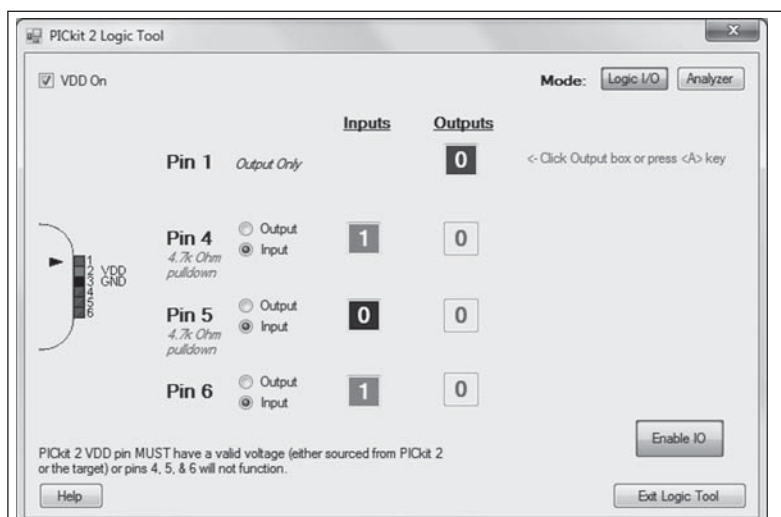 PICkit 2 Logic Tool
x
VDD On
Mode: Logic I/O Analyzer
Inputs Outputs
Pin 1 Output Only 0 <- Click Output box or press <A> key
Pin 4
4.7k Ohm
pulldown
Output
Input
1 0
Pin 5
4.7k Ohm
pulldown
Output
Input
0 0
Pin 6
Output
Input
1 0
1
2 VDD
3 GND
4
5
6
Enable IO
PICkit 2 VDD pin MUST have a valid voltage (either sourced from PICkit 2
or the target) or pins 4, 5, & 6 will not function.
Help Exit Logic Tool